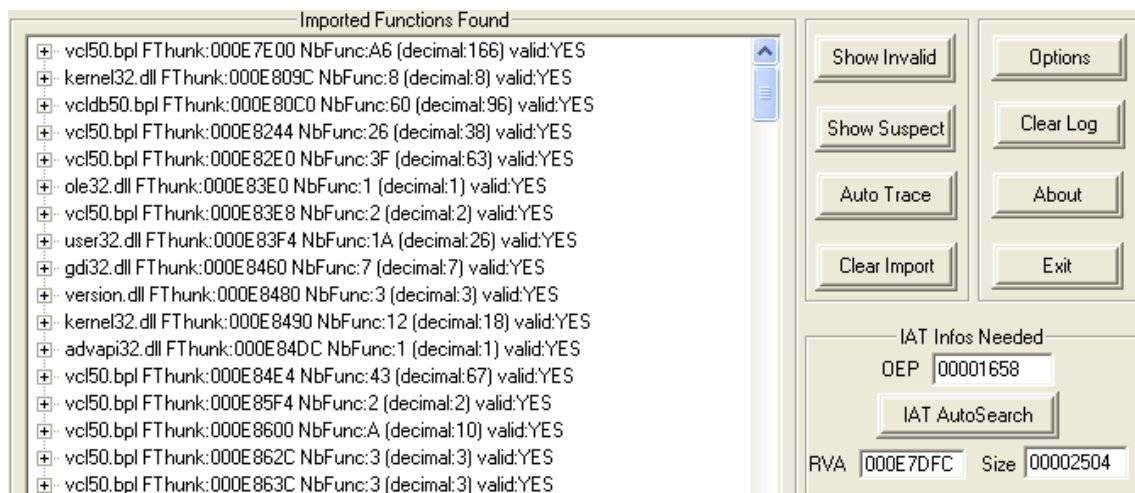 Imported Functions Found
vcl50.bpl FThunk:000E7E00 NbFunc:A6 (decimal:166) valid:YES
kernel32.dll FThunk:000E809C NbFunc:8 (decimal:8) valid:YES
vcldb50.bpl FThunk:000E80C0 NbFunc:60 (decimal:96) valid:YES
vcl50.bpl FThunk:000E8244 NbFunc:26 (decimal:38) valid:YES
vcl50.bpl FThunk:000E82E0 NbFunc:3F (decimal:63) valid:YES
ole32.dll FThunk:000E83E0 NbFunc:1 (decimal:1) valid:YES
vcl50.bpl FThunk:000E83E8 NbFunc:2 (decimal:2) valid:YES
user32.dll FThunk:000E83F4 NbFunc:1A (decimal:26) valid:YES
gdi32.dll FThunk:000E8460 NbFunc:7 (decimal:7) valid:YES
version.dll FThunk:000E8480 NbFunc:3 (decimal:3) valid:YES
kernel32.dll FThunk:000E8490 NbFunc:12 (decimal:18) valid:YES
advapi32.dll FThunk:000E84DC NbFunc:1 (decimal:1) valid:YES
vcl50.bpl FThunk:000E84E4 NbFunc:43 (decimal:67) valid:YES
vcl50.bpl FThunk:000E85F4 NbFunc:2 (decimal:2) valid:YES
vcl50.bpl FThunk:000E8600 NbFunc:A (decimal:10) valid:YES
vcl50.bpl FThunk:000E862C NbFunc:3 (decimal:3) valid:YES
vcl50.bpl FThunk:000E863C NbFunc:3 (decimal:3) valid:YES
Show Invalid
Options
Show Suspect
Clear Log
Auto Trace
About
Clear Import
Exit
IAT Infos Needed
OEP 00001658
IAT AutoSearch
RVA 000E7DFC Size 00002504